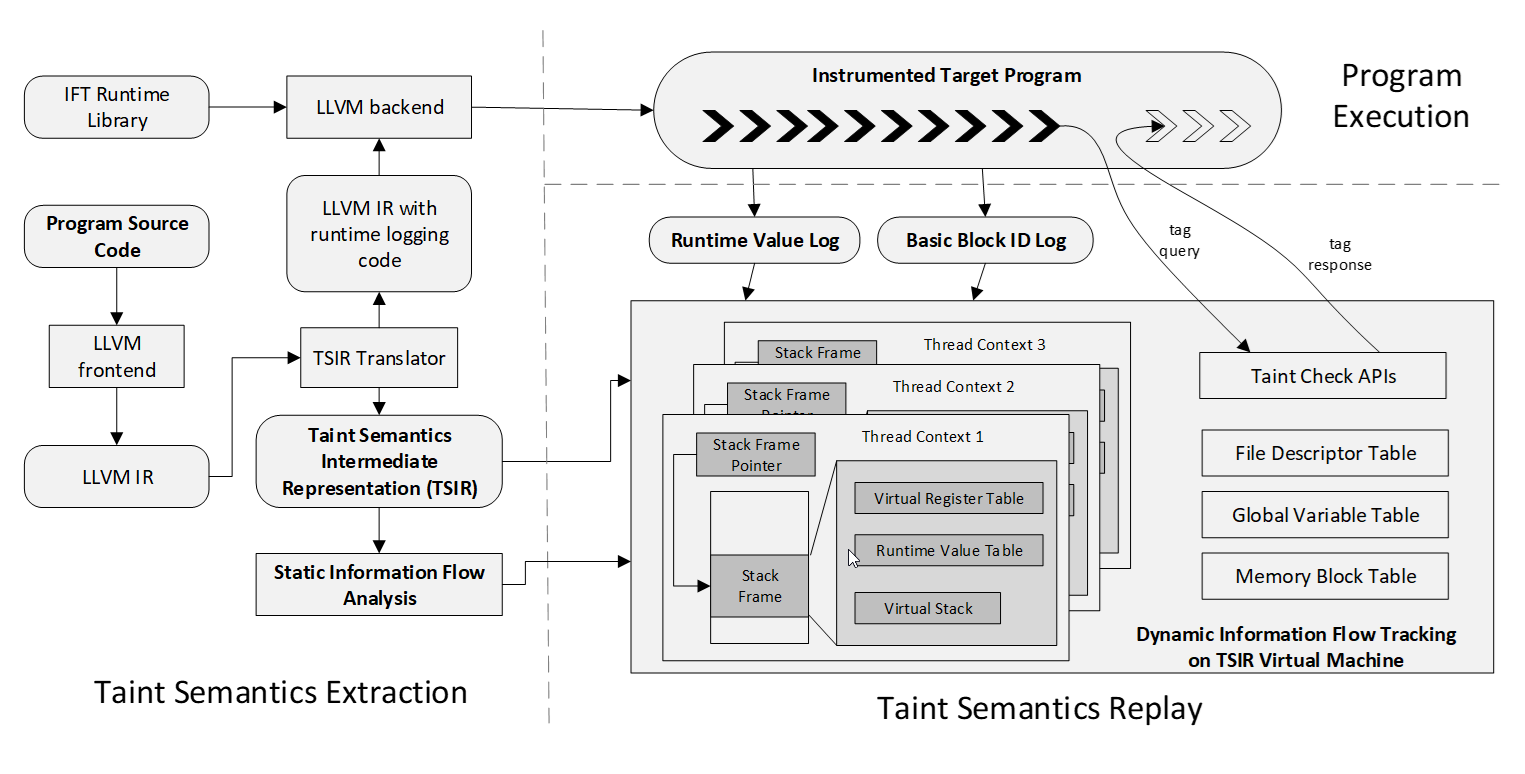 IFT Runtime
Library
LLVM backend
Instrumented Target Program
Program
Execution
Program Source
Code
LLVM IR with
runtime logging
code
Runtime Value Log
Basic Block ID Log
tag
query
tag
response
LLVM
frontend
TSIR Translator
LLVM IR
Taint Semantics
Intermediate
Representation (TSIR)
Static Information Flow
Analysis
Taint Semantics Extraction
Stack Frame
Thread Context 3
Stack Frame
Pointer
Thread Context 2
Stack Frame
Pointer
Thread Context 1
Stack
Frame
Virtual Register Table
Runtime Value Table
Virtual Stack
Taint Check APIs
File Descriptor Table
Global Variable Table
Memory Block Table
Dynamic Information Flow Tracking
on TSIR Virtual Machine
Taint Semantics Replay